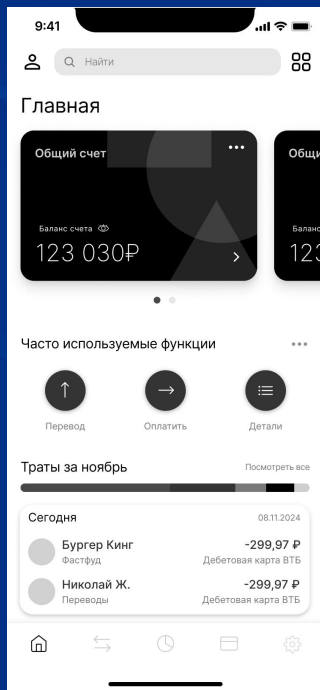 9:41
Найти
Главная
Общий счет
Общи
Баланс счета
Баланс
123 030₽
123
Часто используемые функции
Перевод
Оплатить
Детали
Траты за ноябрь
Посмотреть все
Сегодня
08.11.2024
Бургер Кинг
-299,97 ₽
Фастфуд
Дебетовая карта ВТБ
Николай Ж.
-299,97 ₽
Переводы
Дебетовая карта ВТБ